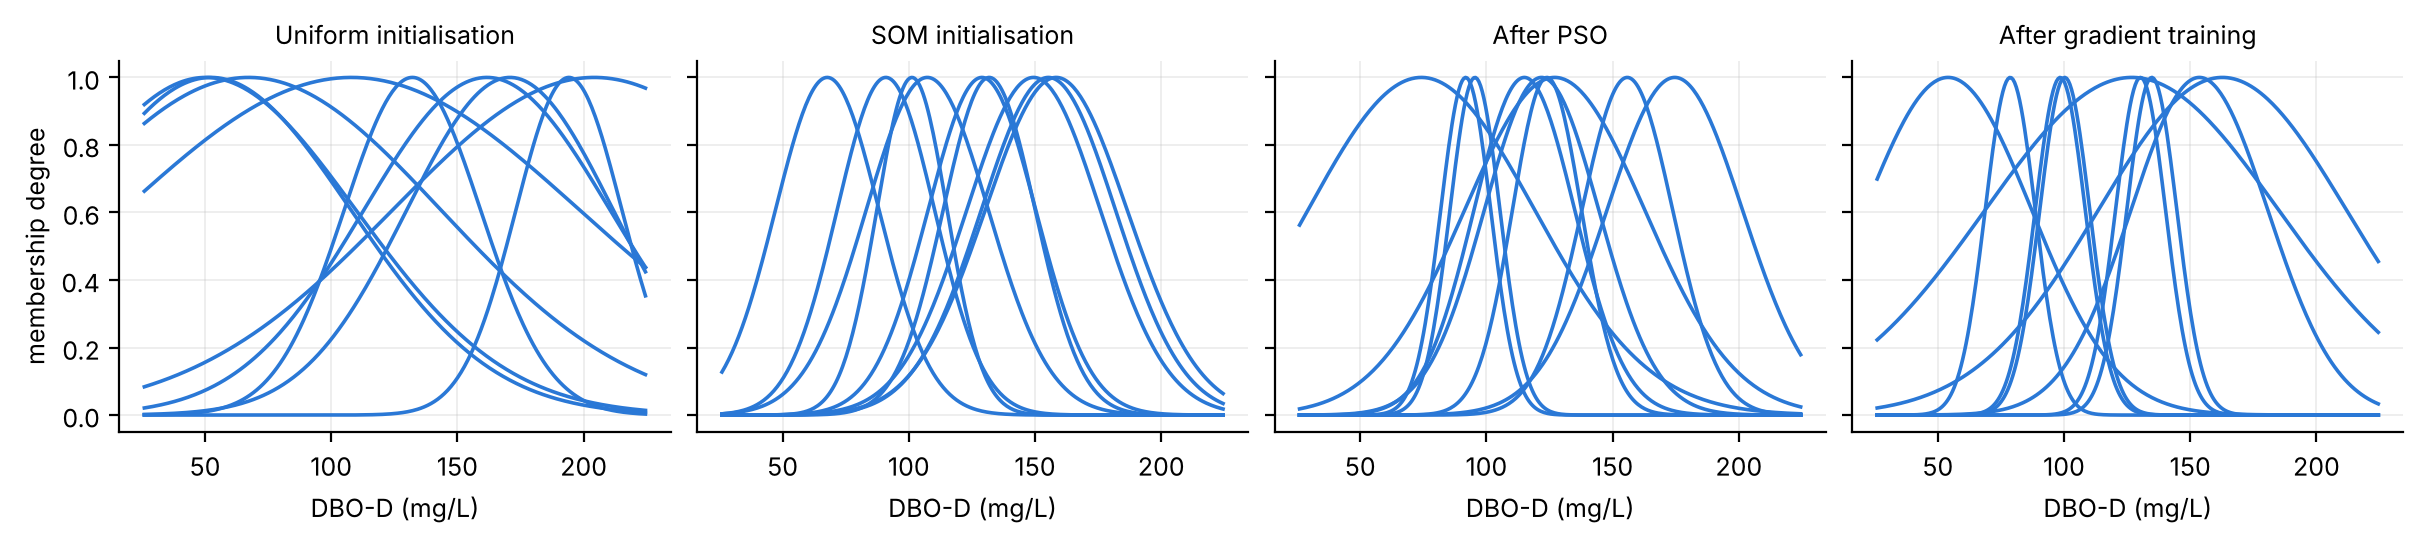 Uniform initialisation
SOM initialisation
After PSO
After gradient training
membership degree
1.0
0.8
0.6
0.4
0.2
0.0
50 100 150 200
50 100 150 200
50 100 150 200
50 100 150 200
DBO-D (mg/L)
DBO-D (mg/L)
DBO-D (mg/L)
DBO-D (mg/L)